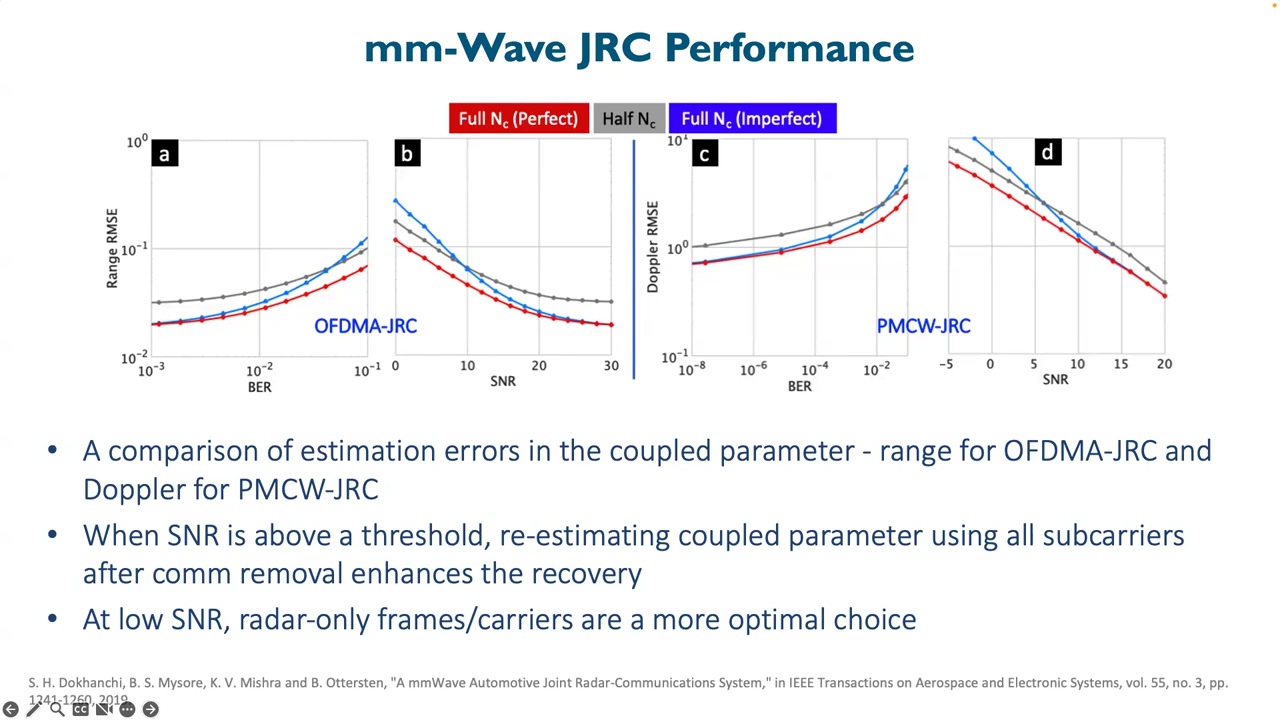 mm-Wave JRC Performance
Full Nc (Perfect)
Half Nc
Full Nc (Imperfect)
a
b
c
d
10⁰
10⁻¹
10⁻²
Range RMSE
10⁻³
10⁻²
10⁻¹
BER
OFDMA-JRC
0
10
20
30
SNR
10¹
10⁰
10⁻¹
Doppler RMSE
10⁻⁸
10⁻⁶
10⁻⁴
10⁻²
BER
PMCW-JRC
-5
0
5
10
15
20
SNR
• A comparison of estimation errors in the coupled parameter - range for OFDMA-JRC and
Doppler for PMCW-JRC
• When SNR is above a threshold, re-estimating coupled parameter using all subcarriers
after comm removal enhances the recovery
• At low SNR, radar-only frames/carriers are a more optimal choice
S. H. Dokhanchi, B. S. Mysore, K. V. Mishra and B. Ottersten, "A mmWave Automotive Joint Radar-Communications System," in IEEE Transactions on Aerospace and Electronic Systems, vol. 55, no. 3, pp.
1241-1260, 2019
CC